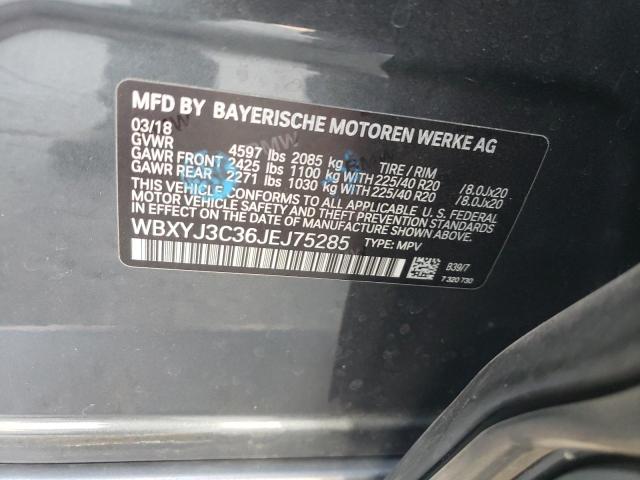 MFD BY BAYERISCHE MOTOREN WERKE AG
03/18
GVWR 4597 lbs 2085 kg TIRE / RIM
GAWR FRONT 2425 lbs 1100 kg WITH 225/40 R20 /8.0Jx20
GAWR REAR 2271 lbs 1030 kg WITH 225/40 R20 /8.0Jx20
THIS VEHICLE CONFORMS TO ALL APPLICABLE U.S. FEDERAL
MOTOR VEHICLE SAFETY AND THEFT PREVENTION STANDARDS
IN EFFECT ON THE DATE OF MANUFACTURE SHOWN ABOVE.
WBXYJ3C36JEJ75285 TYPE: MPV
B39/7
7 320 730